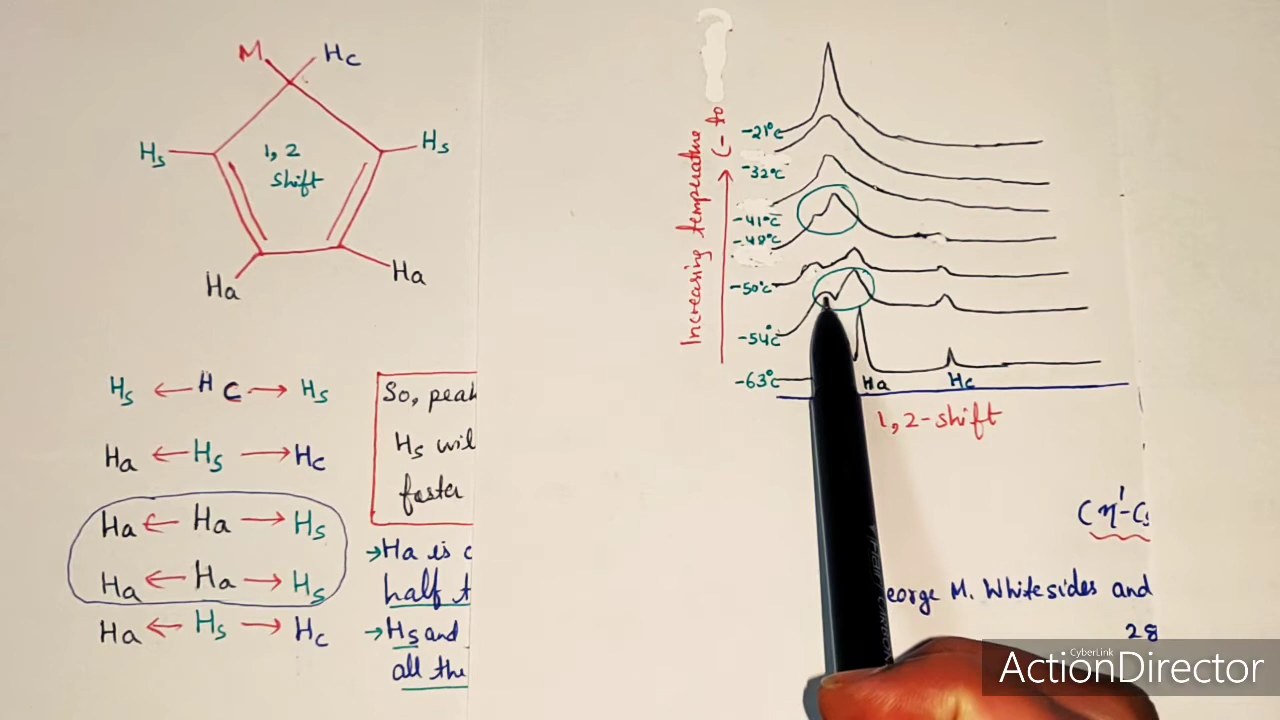 M Hc
Hs Hs
1, 2
shift
Ha Ha
Hs ← Hc → Hs
Ha ← Hs → Hc
Ha ← Ha → Hs
Ha ← Ha → Hs
Ha ← Hs → Hc
So, peak
Hs wil
faster
→ Ha is
half t
→ Hs and
all the
Increasing temperature
-21°C
-32°C
-41°C
-48°C
-50°C
-54°C
-63°C
Ha Hc
1, 2-shift
(η¹-C₅
eorge M. Whitesides and
28
CyberLink
ActionDirector